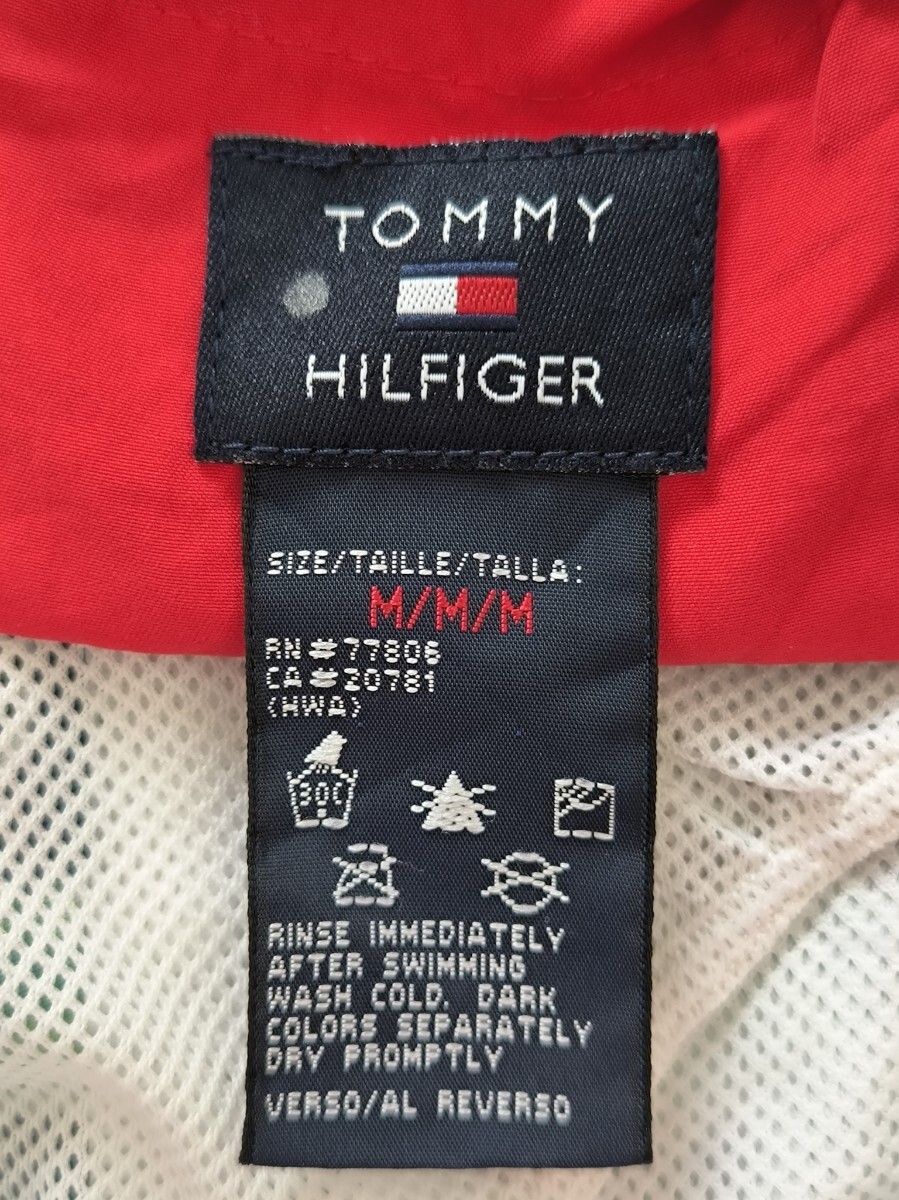 TOMMY
HILFIGER
SIZE/TAILLE/TALLA:
M/M/M
RN#77806
CA#20781
(HWA)
300
RINSE IMMEDIATELY
AFTER SWIMMING
WASH COLD. DARK
COLORS SEPARATELY
DRY PROMPTLY
VERSO/AL REVERSO